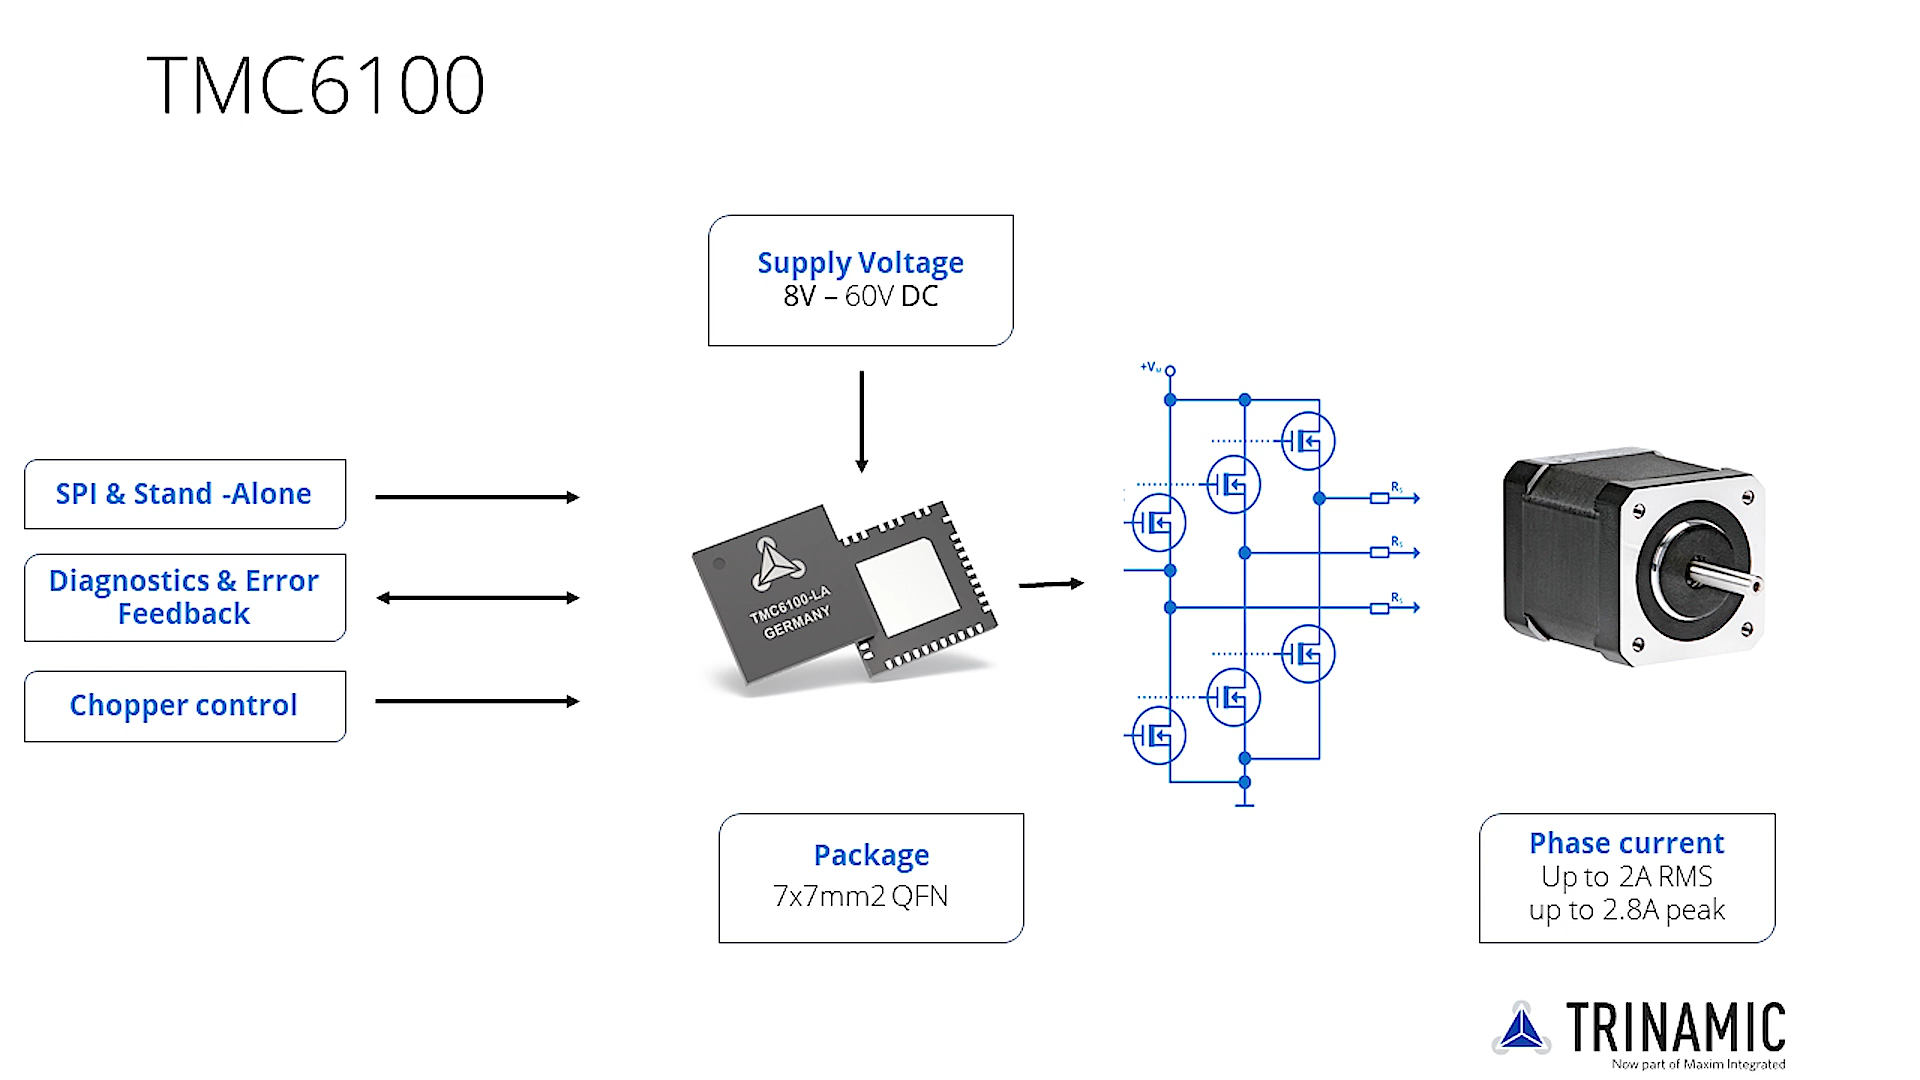 TMC6100
Supply Voltage
8V – 60V DC
SPI & Stand -Alone
Diagnostics & Error
Feedback
Chopper control
TMC6100-LA
GERMANY
+VM
RS
RS
RS
Package
7x7mm2 QFN
Phase current
Up to 2A RMS
up to 2.8A peak
TRINAMIC
Now part of Maxim Integrated